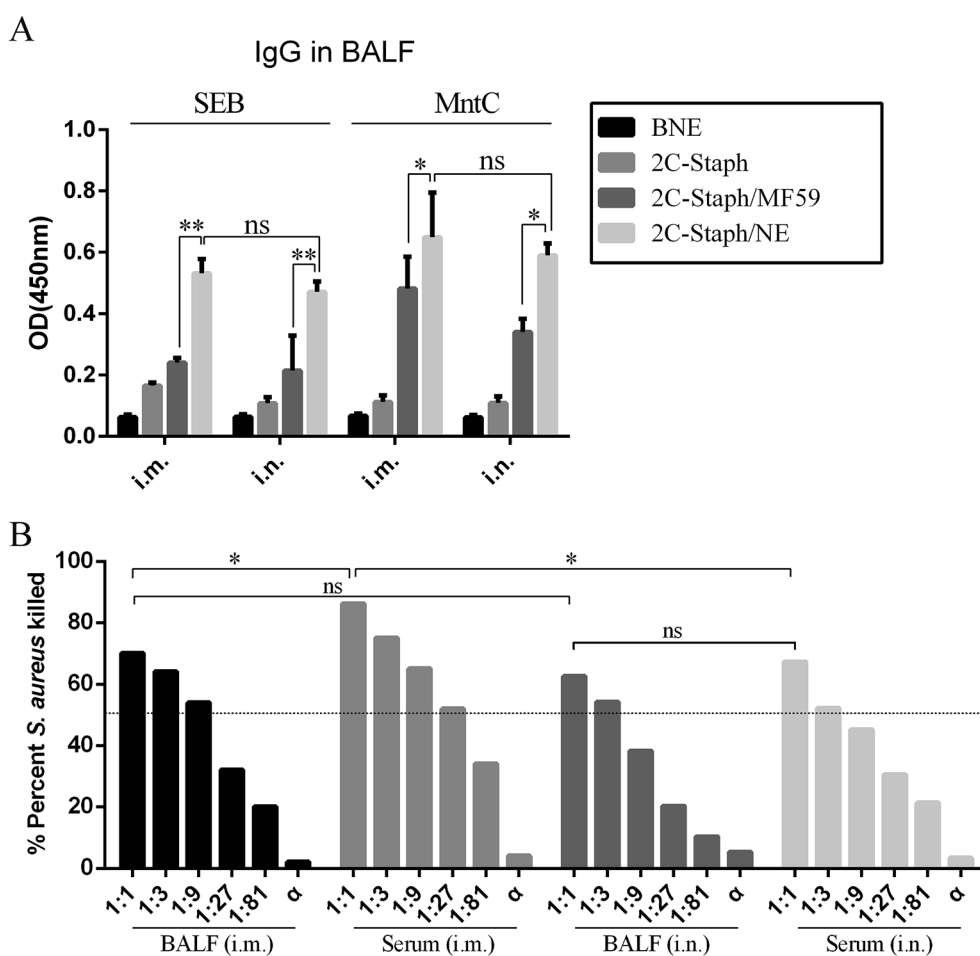 A
IgG in BALF
SEB
MntC
BNE
2C-Staph
2C-Staph/MF59
2C-Staph/NE
OD(450nm)
1.0
0.8
0.6
0.4
0.2
0.0
** ns ** * ns *
i.m. i.n. i.m. i.n.
B
% Percent S. aureus killed
100
80
60
40
20
0
* *
ns
ns
1:1 1:3 1:9 1:27 1:81 α 1:1 1:3 1:9 1:27 1:81 α 1:1 1:3 1:9 1:27 1:81 α 1:1 1:3 1:9 1:27 1:81 α
BALF (i.m.) Serum (i.m.) BALF (i.n.) Serum (i.n.)